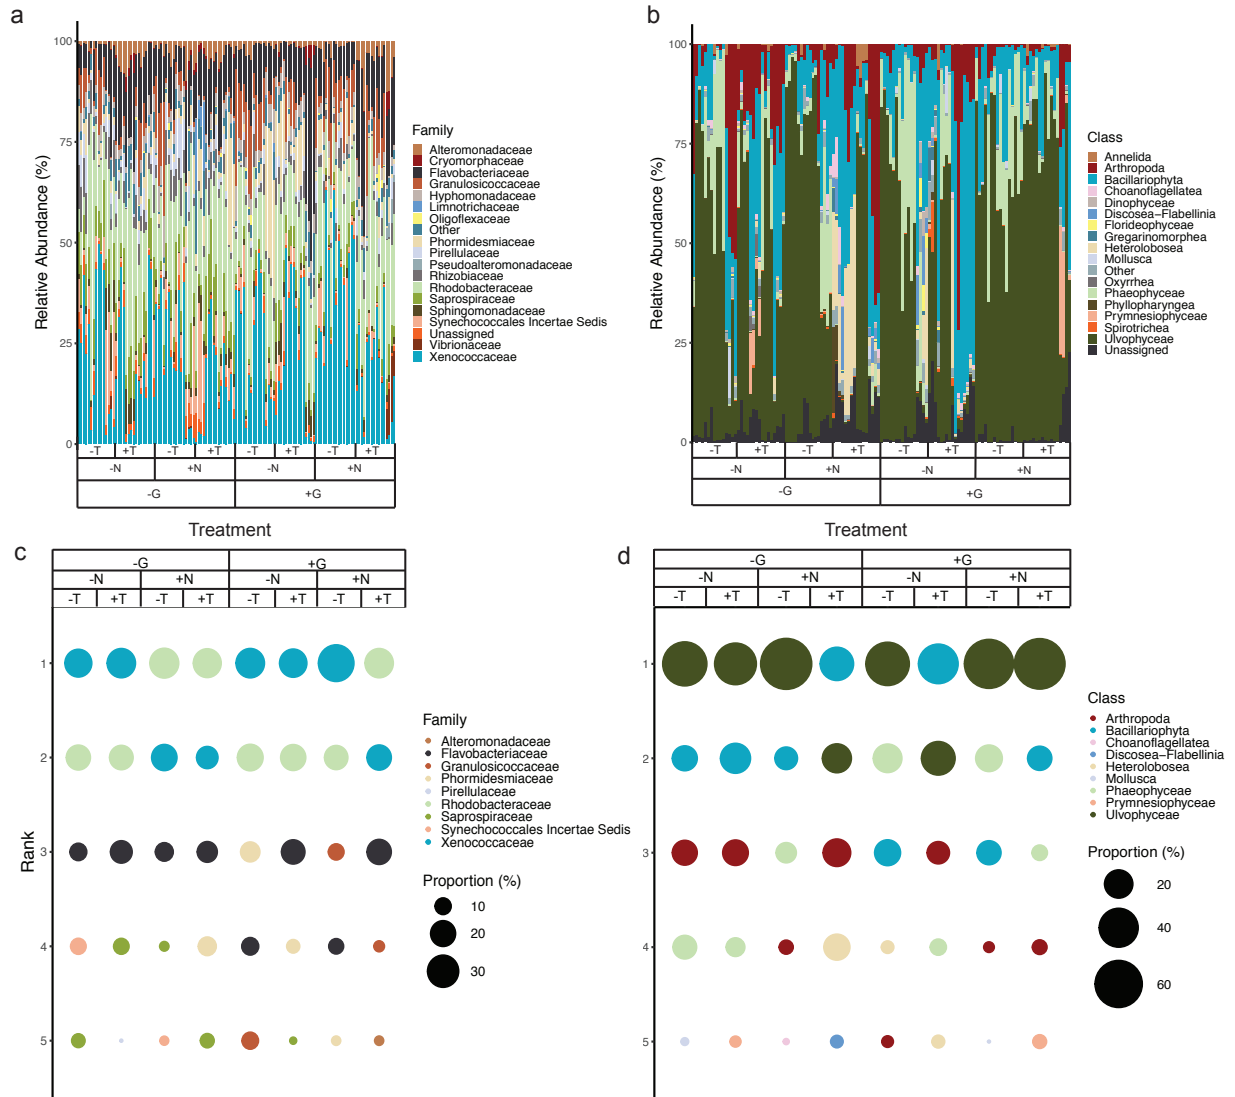 a
Relative Abundance (%)
100
75
50
25
0
-T
+T
-T
+T
-T
+T
-T
+T
-N
+N
-N
+N
-G
+G
Treatment
Family
Alteromonadaceae
Cryomorphaceae
Flavobacteriaceae
Granulosicoccaceae
Hyphomonadaceae
Limnotrichaceae
Oligoflexaceae
Other
Phormidesmiaceae
Pirellulaceae
Pseudoalteromonadaceae
Rhizobiaceae
Rhodobacteraceae
Saprospiraceae
Sphingomonadaceae
Synechococcales Incertae Sedis
Unassigned
Vibrionaceae
Xenococcaceae
b
Relative Abundance (%)
100
75
50
25
0
-T
+T
-T
+T
-T
+T
-T
+T
-N
+N
-N
+N
-G
+G
Treatment
Class
Annelida
Arthropoda
Bacillariophyta
Choanoflagellatea
Dinophyceae
Discosea−Flabellinia
Florideophyceae
Gregarinomorphea
Heterolobosea
Mollusca
Other
Oxyrrhea
Phaeophyceae
Phyllopharyngea
Prymnesiophyceae
Spirotrichea
Ulvophyceae
Unassigned
c
-G
+G
-N
+N
-N
+N
-T
+T
-T
+T
-T
+T
-T
+T
Rank
1
2
3
4
5
Family
Alteromonadaceae
Flavobacteriaceae
Granulosicoccaceae
Phormidesmiaceae
Pirellulaceae
Rhodobacteraceae
Saprospiraceae
Synechococcales Incertae Sedis
Xenococcaceae
Proportion (%)
10
20
30
d
-G
+G
-N
+N
-N
+N
-T
+T
-T
+T
-T
+T
-T
+T
1
2
3
4
5
Class
Arthropoda
Bacillariophyta
Choanoflagellatea
Discosea−Flabellinia
Heterolobosea
Mollusca
Phaeophyceae
Prymnesiophyceae
Ulvophyceae
Proportion (%)
20
40
60